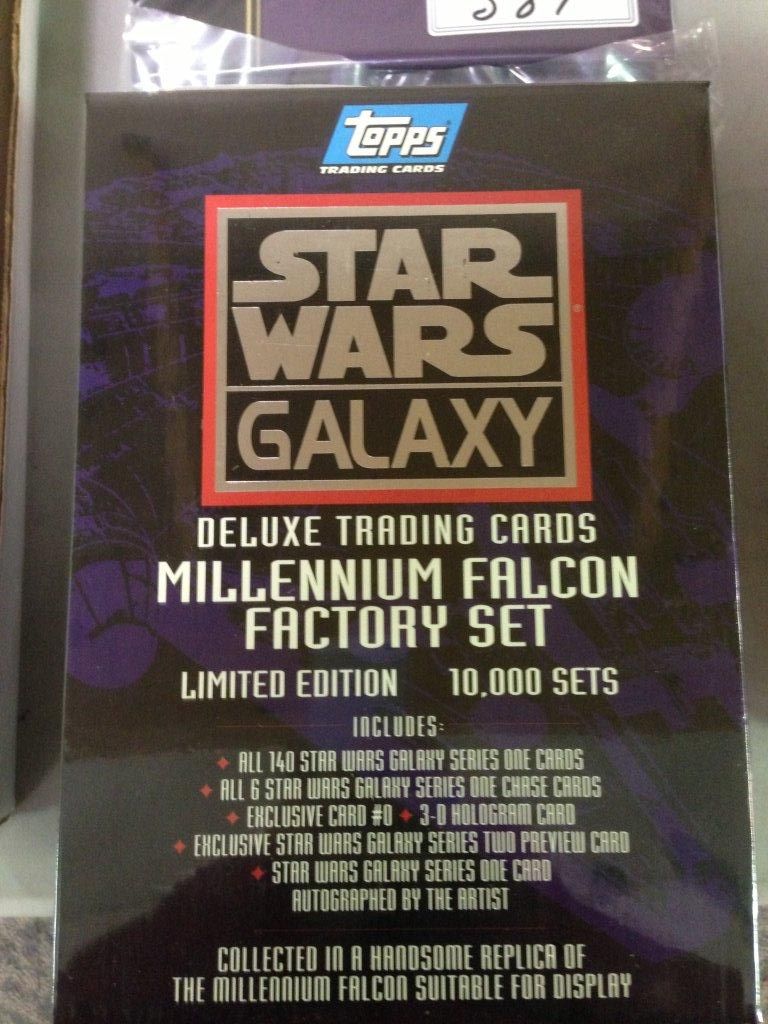 TOPPS
TRADING CARDS
STAR
WARS
GALAXY
DELUXE TRADING CARDS
MILLENNIUM FALCON
FACTORY SET
LIMITED EDITION 10,000 SETS
INCLUDES:
✦ ALL 140 STAR WARS GALAXY SERIES ONE CARDS
✦ ALL 6 STAR WARS GALAXY SERIES ONE CHASE CARDS
✦ EXCLUSIVE CARD #0 ✦ 3-D HOLOGRAM CARD
✦ EXCLUSIVE STAR WARS GALAXY SERIES TWO PREVIEW CARD
✦ STAR WARS GALAXY SERIES ONE CARD
AUTOGRAPHED BY THE ARTIST
COLLECTED IN A HANDSOME REPLICA OF
THE MILLENNIUM FALCON SUITABLE FOR DISPLAY